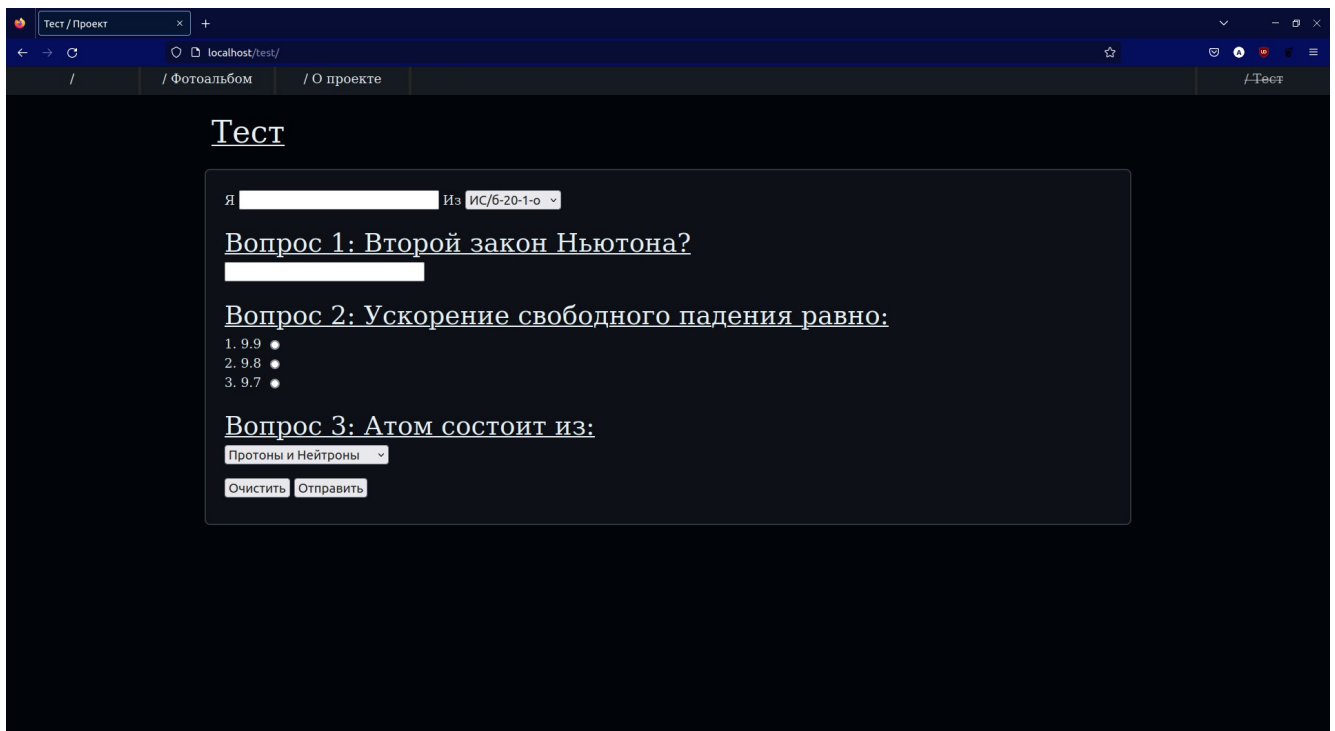 Тест / Проект
localhost/test/
/ / Фотоальбом / О проекте / Тест
Тест
Я Из ИС/б-20-1-о
Вопрос 1: Второй закон Ньютона?
Вопрос 2: Ускорение свободного падения равно:
1. 9.9
2. 9.8
3. 9.7
Вопрос 3: Атом состоит из:
Протоны и Нейтроны
Очистить Отправить